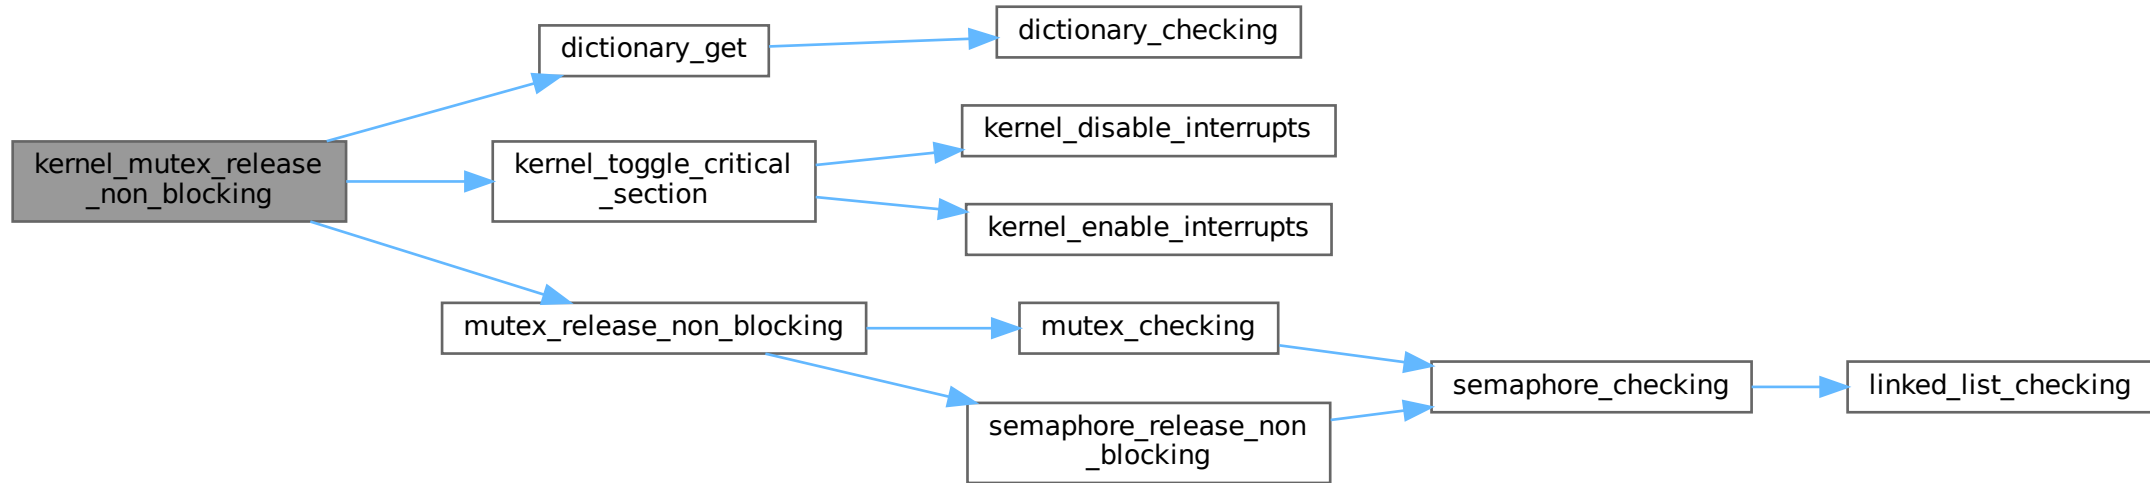 kernel_mutex_release
_non_blocking
dictionary_get
dictionary_checking
kernel_toggle_critical
_section
kernel_disable_interrupts
kernel_enable_interrupts
mutex_release_non_blocking
mutex_checking
semaphore_release_non
_blocking
semaphore_checking
linked_list_checking